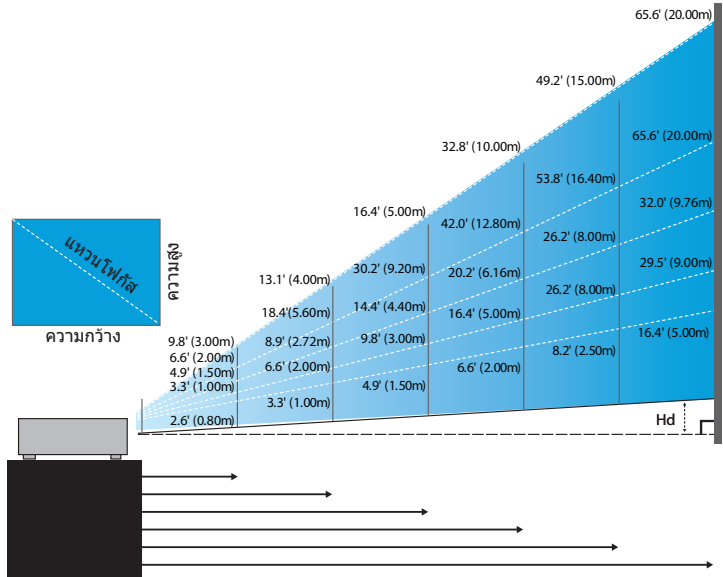 65.6' (20.00m)
49.2' (15.00m)
65.6' (20.00m)
32.8' (10.00m)
53.8' (16.40m)
32.0' (9.76m)
16.4' (5.00m)
42.0' (12.80m)
26.2' (8.00m)
29.5' (9.00m)
13.1' (4.00m)
30.2' (9.20m)
20.2' (6.16m)
26.2' (8.00m)
18.4'(5.60m)
14.4' (4.40m)
16.4' (5.00m)
16.4' (5.00m)
9.8' (3.00m)
8.9' (2.72m)
9.8' (3.00m)
8.2' (2.50m)
6.6' (2.00m)
6.6' (2.00m)
6.6' (2.00m)
4.9' (1.50m)
4.9' (1.50m)
3.3' (1.00m)
3.3' (1.00m)
2.6' (0.80m)
แหวนโฟกัส
ความสูง
ความกว้าง
Hd